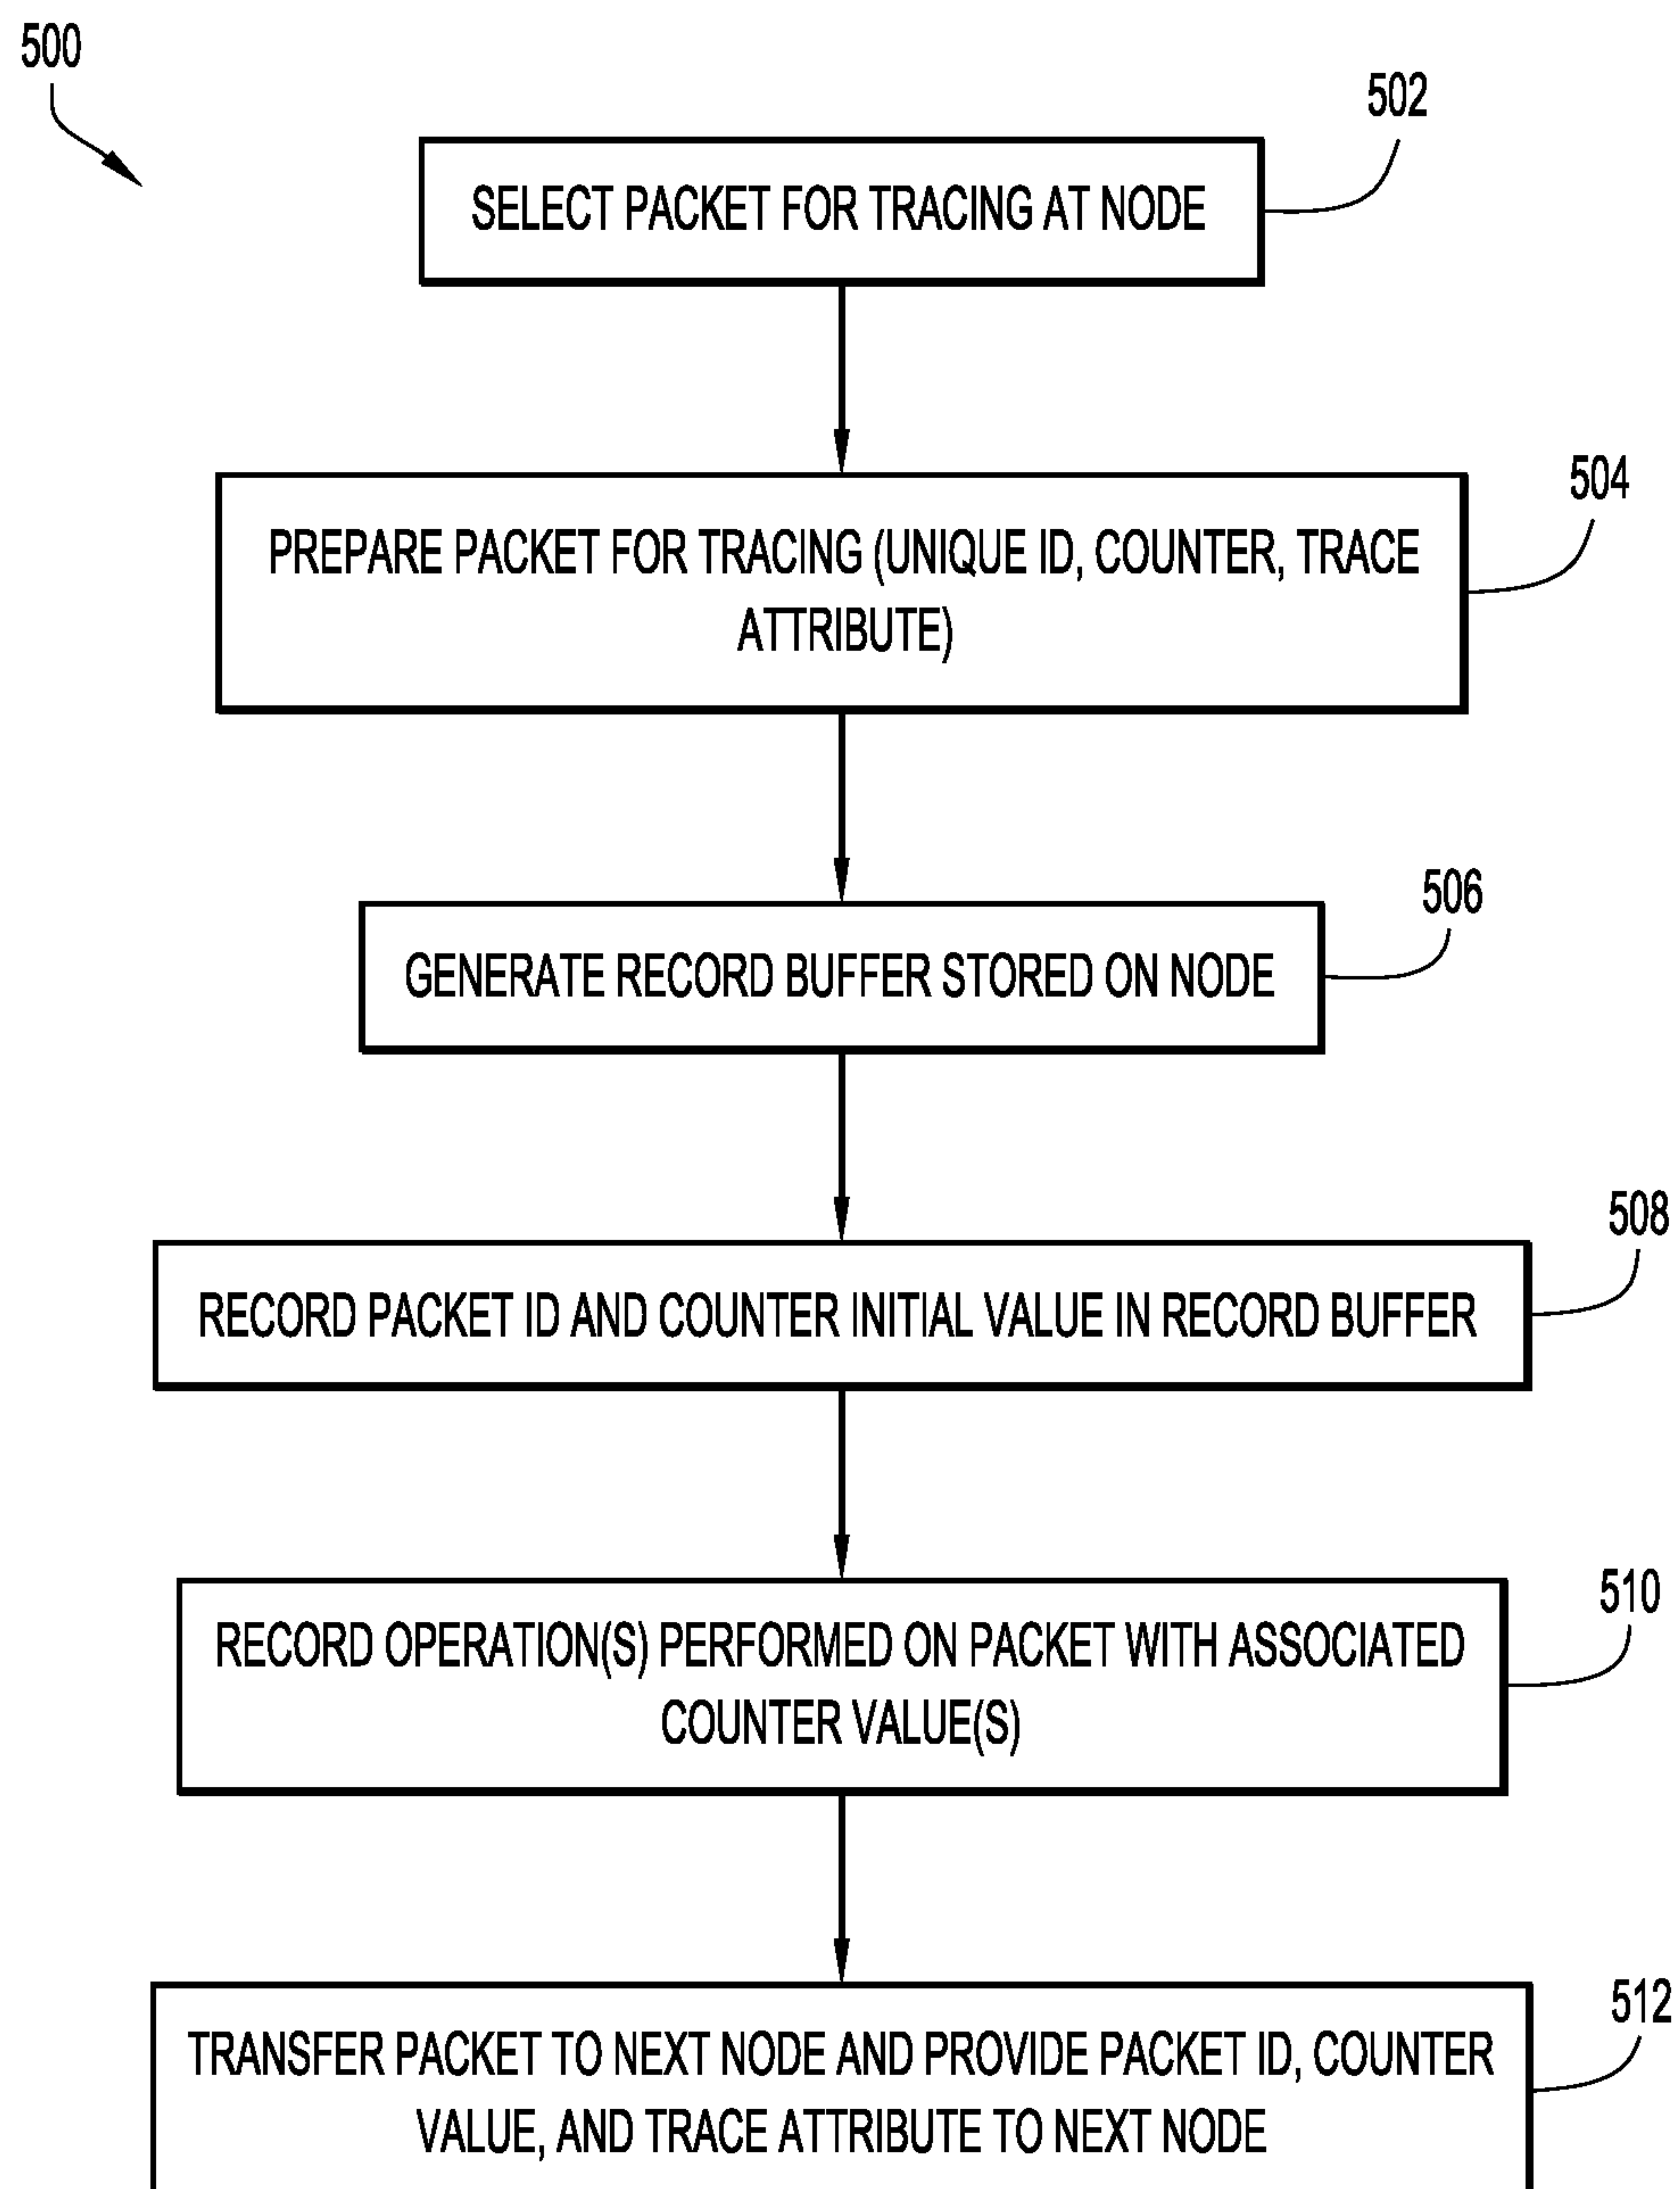 500
502
SELECT PACKET FOR TRACING AT NODE
504
PREPARE PACKET FOR TRACING (UNIQUE ID, COUNTER, TRACE
ATTRIBUTE)
506
GENERATE RECORD BUFFER STORED ON NODE
508
RECORD PACKET ID AND COUNTER INITIAL VALUE IN RECORD BUFFER
510
RECORD OPERATION(S) PERFORMED ON PACKET WITH ASSOCIATED
COUNTER VALUE(S)
512
TRANSFER PACKET TO NEXT NODE AND PROVIDE PACKET ID, COUNTER
VALUE, AND TRACE ATTRIBUTE TO NEXT NODE